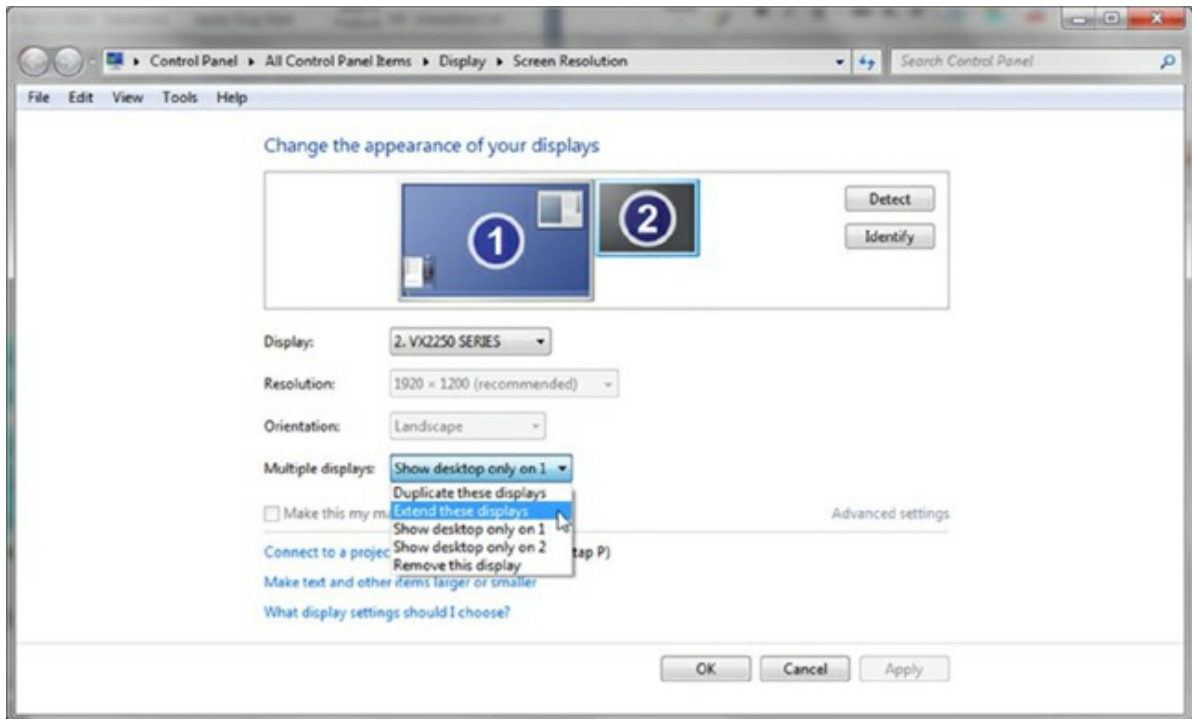 Control Panel ▸ All Control Panel Items ▸ Display ▸ Screen Resolution
Search Control Panel
File Edit View Tools Help
Change the appearance of your displays
1
2
Detect
Identify
Display: 2. VX2250 SERIES
Resolution: 1920 × 1200 (recommended)
Orientation: Landscape
Multiple displays: Show desktop only on 1
Duplicate these displays
Make this my m
Extend these displays
Advanced settings
Show desktop only on 1
Connect to a projec
Show desktop only on 2
tap P)
Remove this display
Make text and other items larger or smaller
What display settings should I choose?
OK
Cancel
Apply